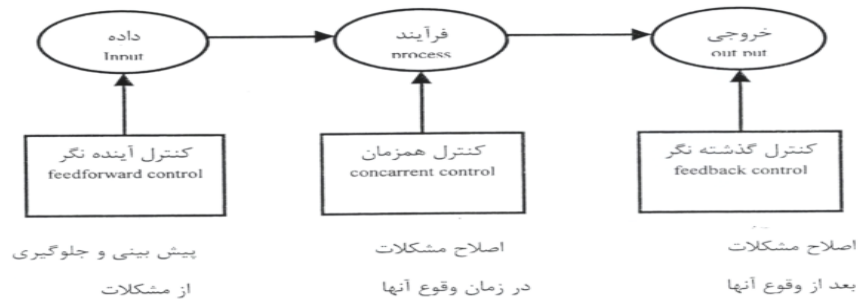 داده
Input
فرآیند
process
خروجی
out put
کنترل آینده نگر
feedforward control
کنترل همزمان
concarrent control
کنترل گذشته نگر
feedback control
پیش بینی و جلوگیری
از مشکلات
اصلاح مشکلات
در زمان وقوع آنها
اصلاح مشکلات
بعد از وقوع آنها